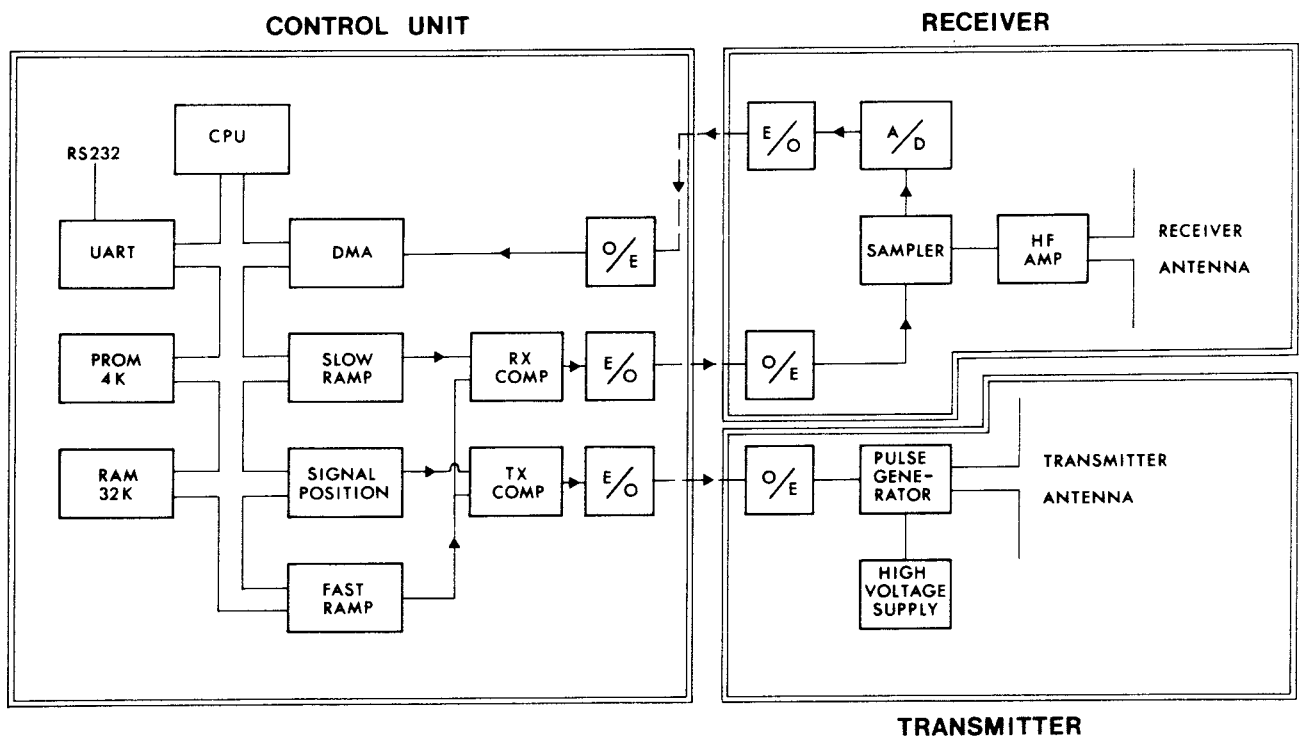 CONTROL UNIT
RECEIVER
CPU
RS232
UART
DMA
O/E
PROM
4K
SLOW
RAMP
RX
COMP
E/O
RAM
32K
SIGNAL
POSITION
TX
COMP
E/O
FAST
RAMP
E/O
A/D
SAMPLER
HF
AMP
RECEIVER
ANTENNA
O/E
O/E
PULSE
GENE-
RATOR
TRANSMITTER
ANTENNA
HIGH
VOLTAGE
SUPPLY
TRANSMITTER